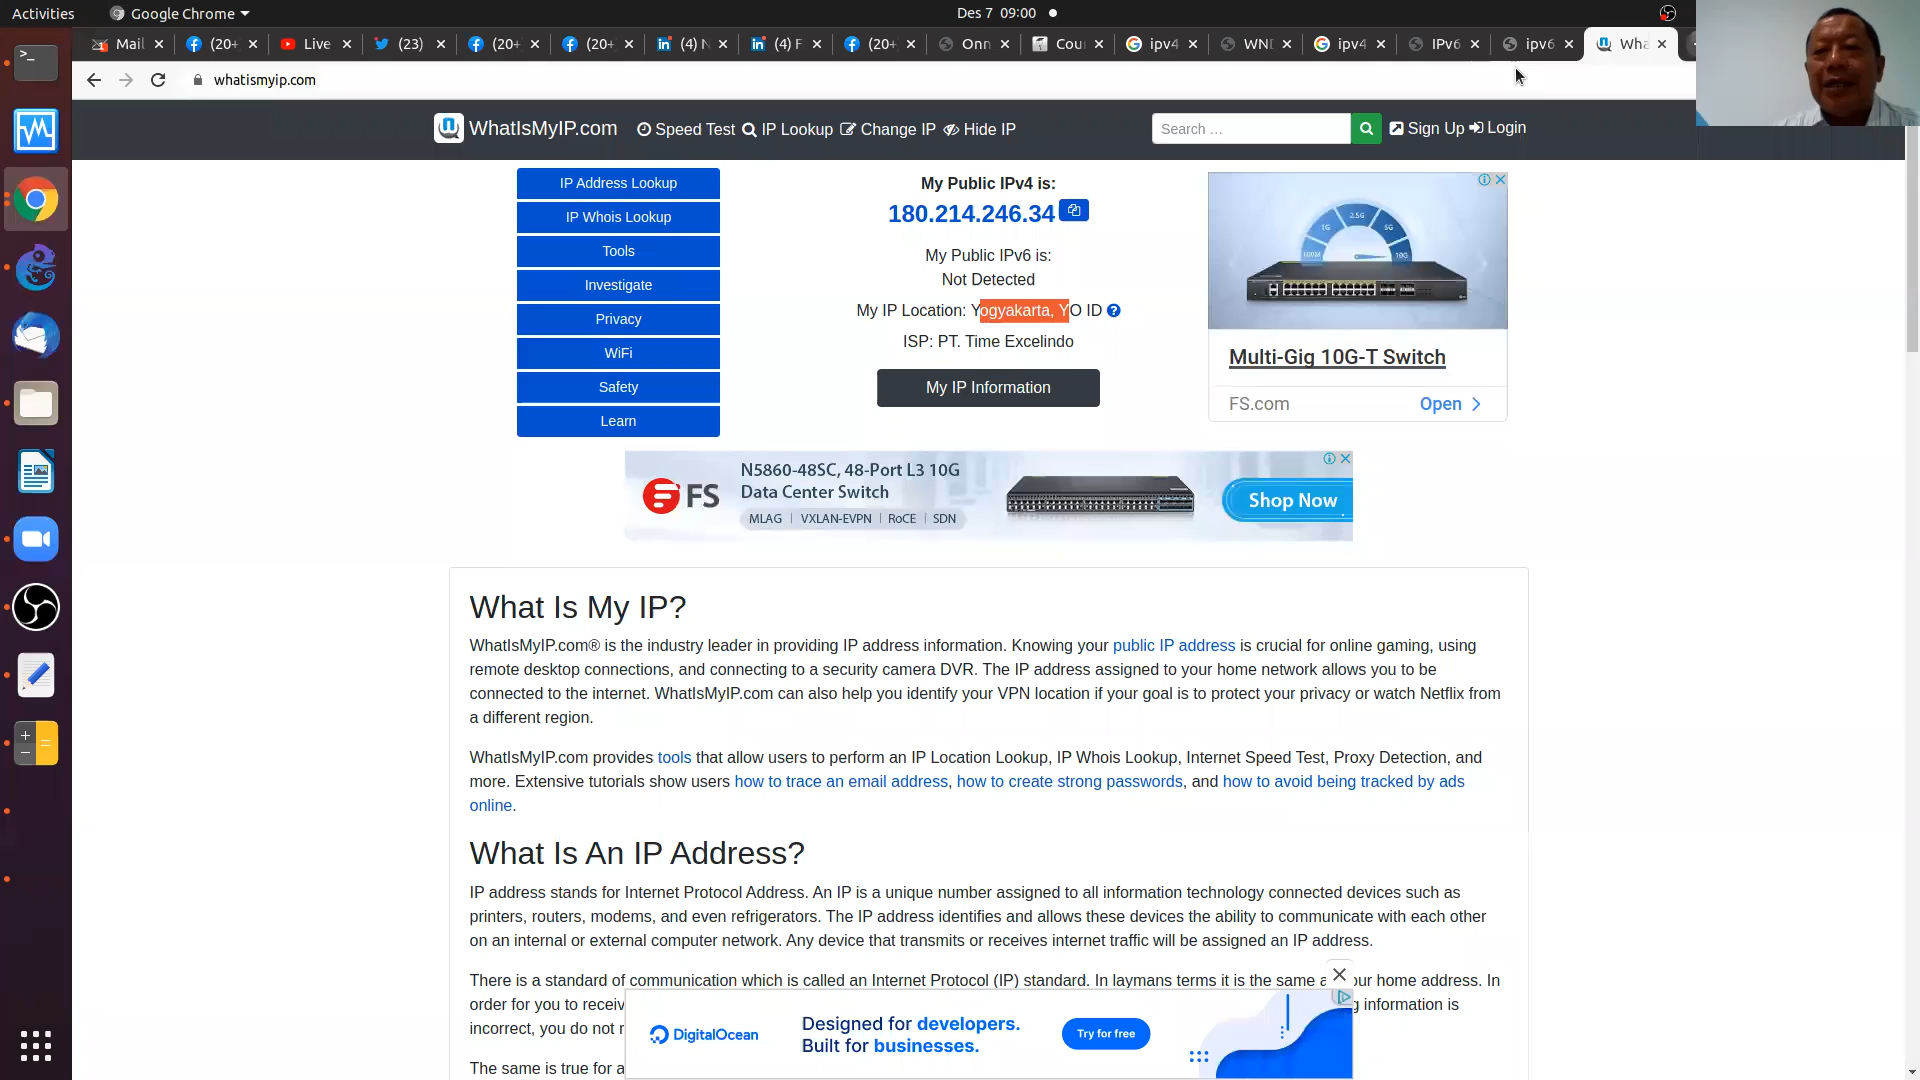 Activities
Google Chrome
Des 7 09:00
Mail
(20+
Live
(23)
(20+
(20+
(4) N
(4) F
(20+
Onn
Cou
ipv4
WND
ipv4
IPv6
ipv6
Wha
whatismyip.com
WhatIsMyIP.com
Speed Test
IP Lookup
Change IP
Hide IP
Search ...
Sign Up
Login
IP Address Lookup
IP Whois Lookup
Tools
Investigate
Privacy
WiFi
Safety
Learn
My Public IPv4 is:
180.214.246.34
My Public IPv6 is:
Not Detected
My IP Location: Yogyakarta, YO ID
ISP: PT. Time Excelindo
My IP Information
100M
1G
2.5G
5G
10G
Multi-Gig 10G-T Switch
FS.com
Open
FS
N5860-48SC, 48-Port L3 10G
Data Center Switch
MLAG | VXLAN-EVPN | RoCE | SDN
Shop Now
What Is My IP?
WhatIsMyIP.com® is the industry leader in providing IP address information. Knowing your public IP address is crucial for online gaming, using
remote desktop connections, and connecting to a security camera DVR. The IP address assigned to your home network allows you to be
connected to the internet. WhatIsMyIP.com can also help you identify your VPN location if your goal is to protect your privacy or watch Netflix from
a different region.
WhatIsMyIP.com provides tools that allow users to perform an IP Location Lookup, IP Whois Lookup, Internet Speed Test, Proxy Detection, and
more. Extensive tutorials show users how to trace an email address, how to create strong passwords, and how to avoid being tracked by ads
online.
What Is An IP Address?
IP address stands for Internet Protocol Address. An IP is a unique number assigned to all information technology connected devices such as
printers, routers, modems, and even refrigerators. The IP address identifies and allows these devices the ability to communicate with each other
on an internal or external computer network. Any device that transmits or receives internet traffic will be assigned an IP address.
There is a standard of communication which is called an Internet Protocol (IP) standard. In laymans terms it is the same a our home address. In
order for you to receiv g information is
incorrect, you do not r
The same is true for a
DigitalOcean
Designed for developers.
Built for businesses.
Try for free